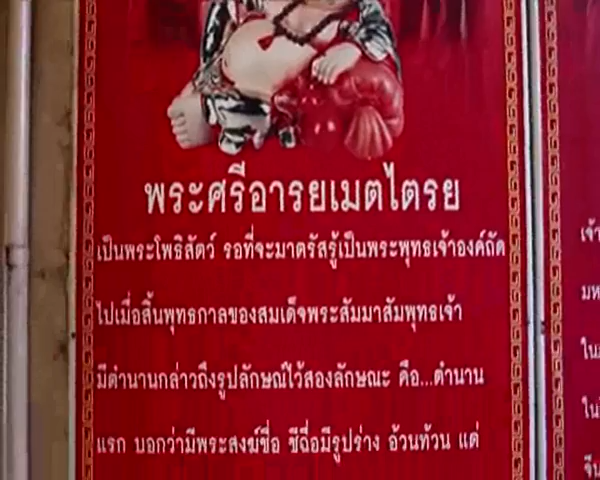 พระศรีอารยเมตไตรย
เป็นพระโพธิสัตว์ รอที่จะมาตรัสรู้เป็นพระพุทธเจ้าองค์ถัด
ไปเมื่อสิ้นพุทธกาลของสมเด็จพระสัมมาสัมพุทธเจ้า
มีตำนานกล่าวถึงรูปลักษณ์ไว้สองลักษณะ คือ...ตำนาน
แรก บอกว่ามีพระสงฆ์ชื่อ ชีฉื่อมีรูปร่าง อ้วนท้วน แต่
เจ้า